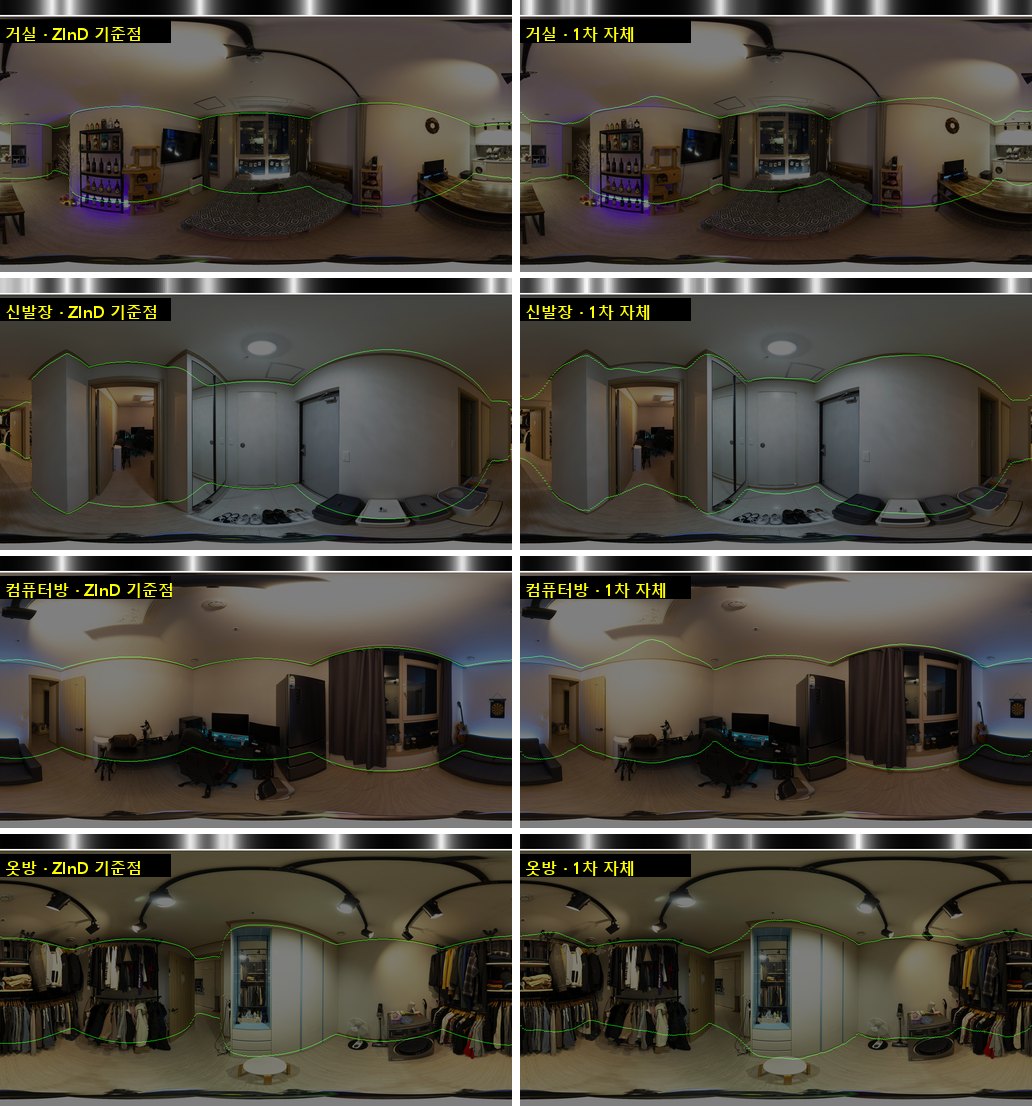 거실 · ZInD 기준점
거실 · 1차 자체
신발장 · ZInD 기준점
신발장 · 1차 자체
컴퓨터방 · ZInD 기준점
컴퓨터방 · 1차 자체
옷방 · ZInD 기준점
옷방 · 1차 자체